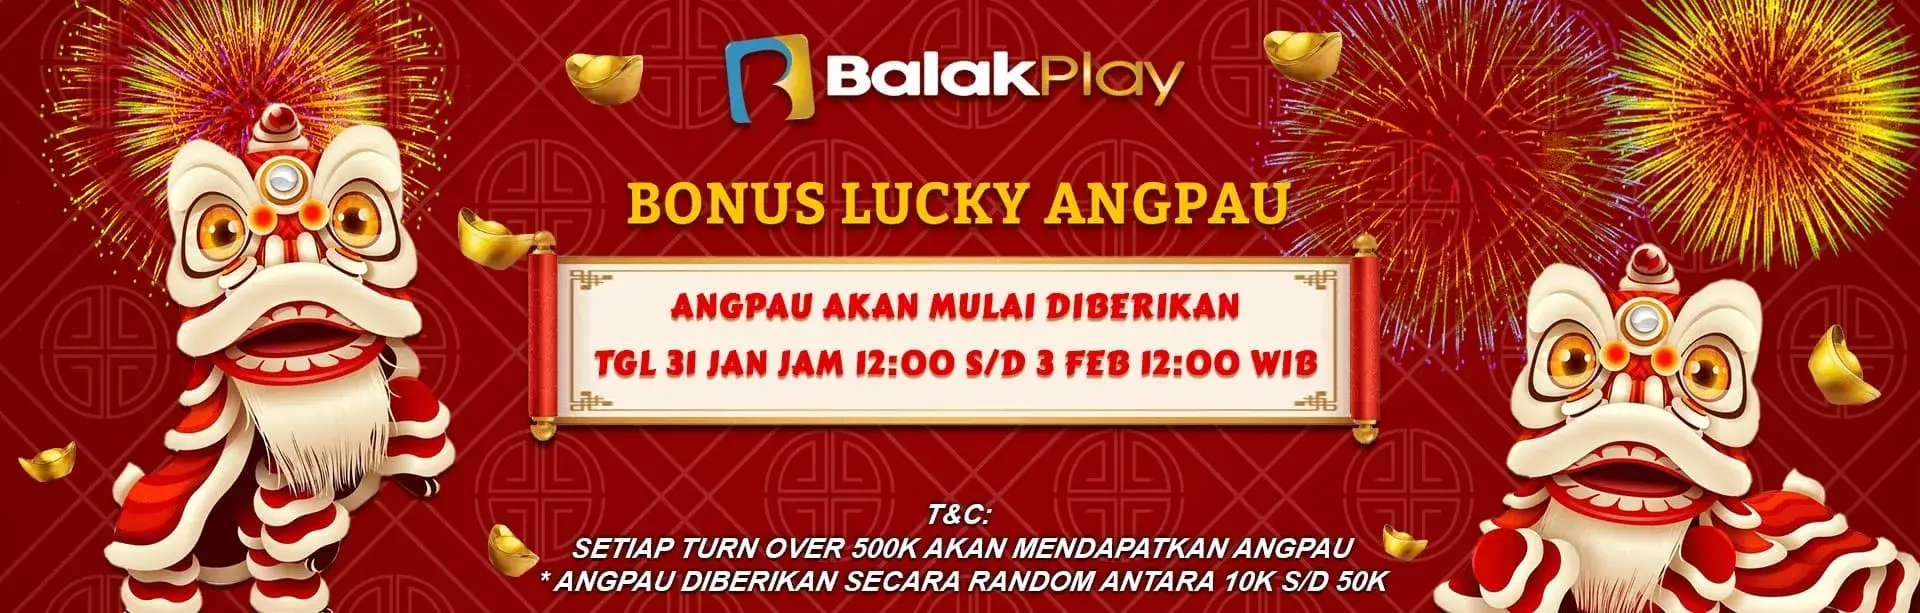 BalakPlay
BONUS LUCKY ANGPAU
ANGPAU AKAN MULAI DIBERIKAN
TGL 31 JAN JAM 12:00 S/D 3 FEB 12:00 WIB
T&C:
SETIAP TURN OVER 500K AKAN MENDAPATKAN ANGPAU
* ANGPAU DIBERIKAN SECARA RANDOM ANTARA 10K S/D 50K